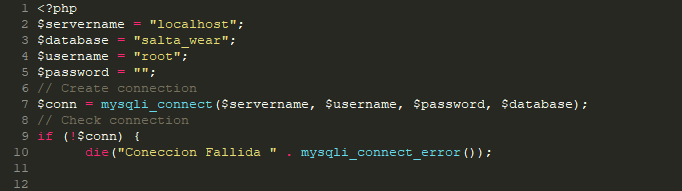 1 <?php
2 $servername = "localhost";
3 $database = "salta_wear";
4 $username = "root";
5 $password = "";
6 // Create connection
7 $conn = mysqli_connect($servername, $username, $password, $database);
8 // Check connection
9 if (!$conn) {
10 die("Coneccion Fallida " . mysqli_connect_error());
11
12